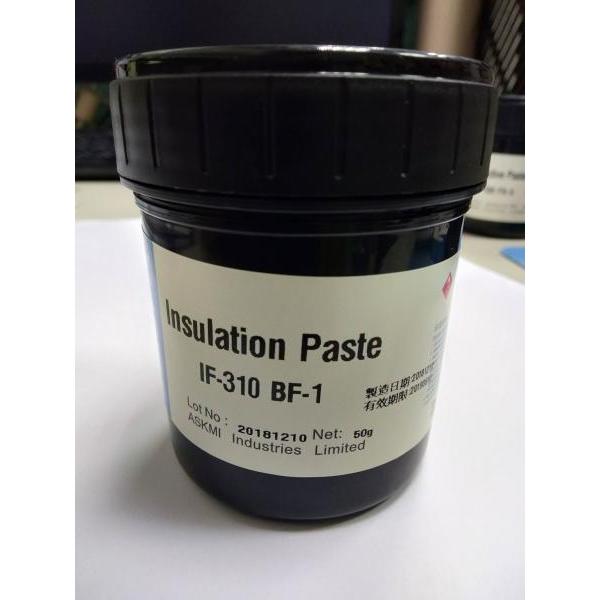 Insulation Paste
IF-310 BF-1
Lot No : 20181210 Net: 50g
ASKMI Industries Limited
製造日期:
有效期限:
Paste